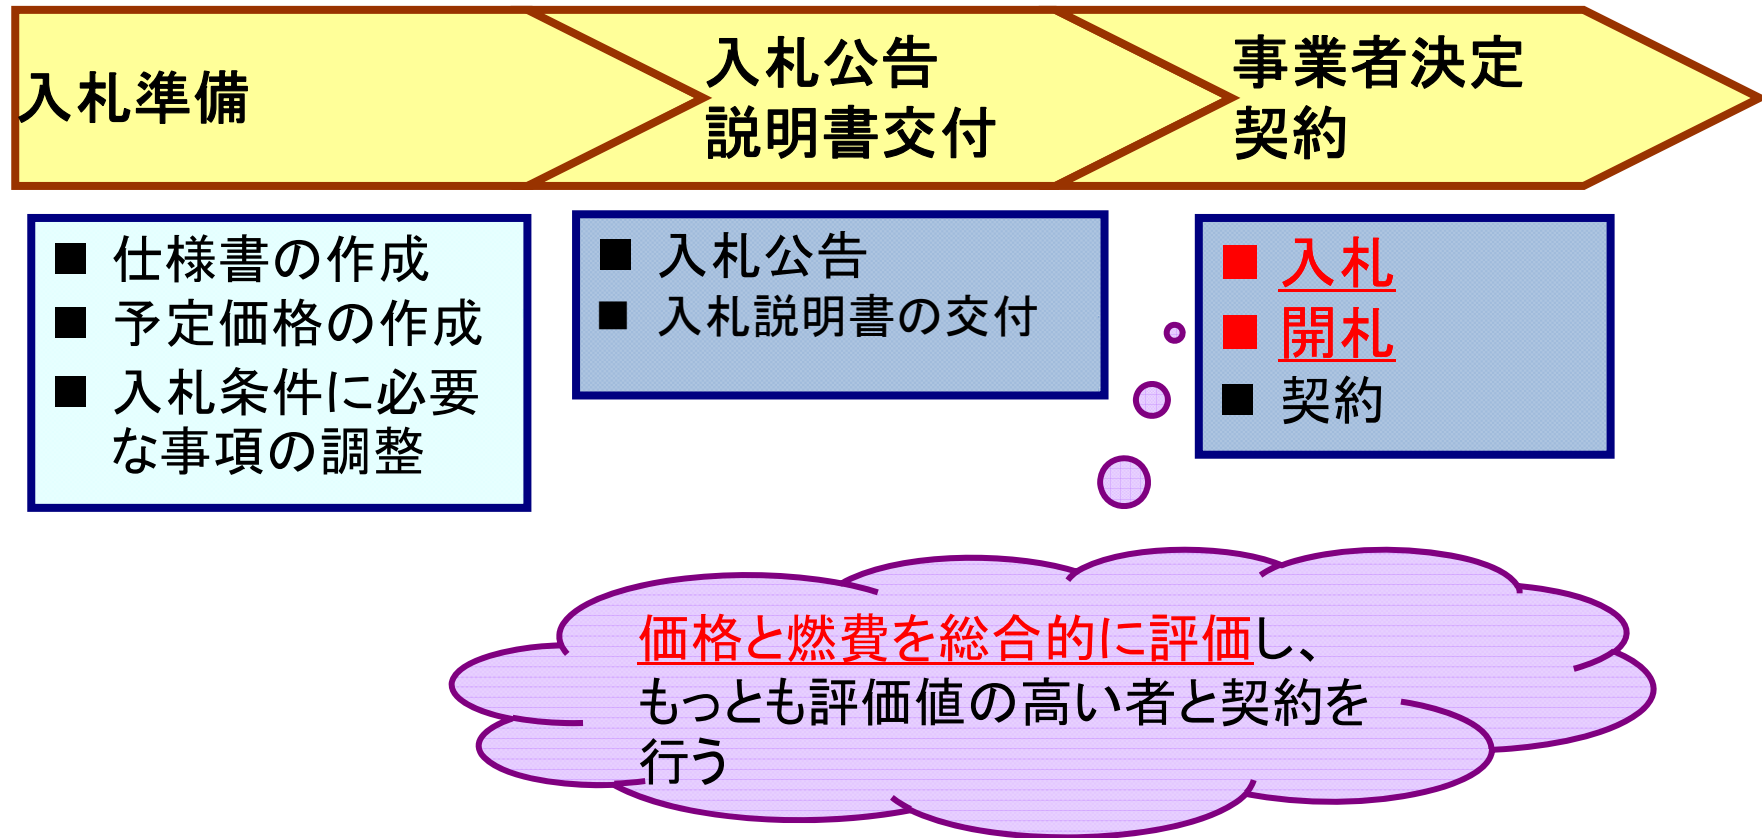 入札準備
入札公告
説明書交付
事業者決定
契約
■ 仕様書の作成
■ 予定価格の作成
■ 入札条件に必要
な事項の調整
■ 入札公告
■ 入札説明書の交付
■ 入札
■ 開札
■ 契約
価格と燃費を総合的に評価し、
もっとも評価値の高い者と契約を
行う